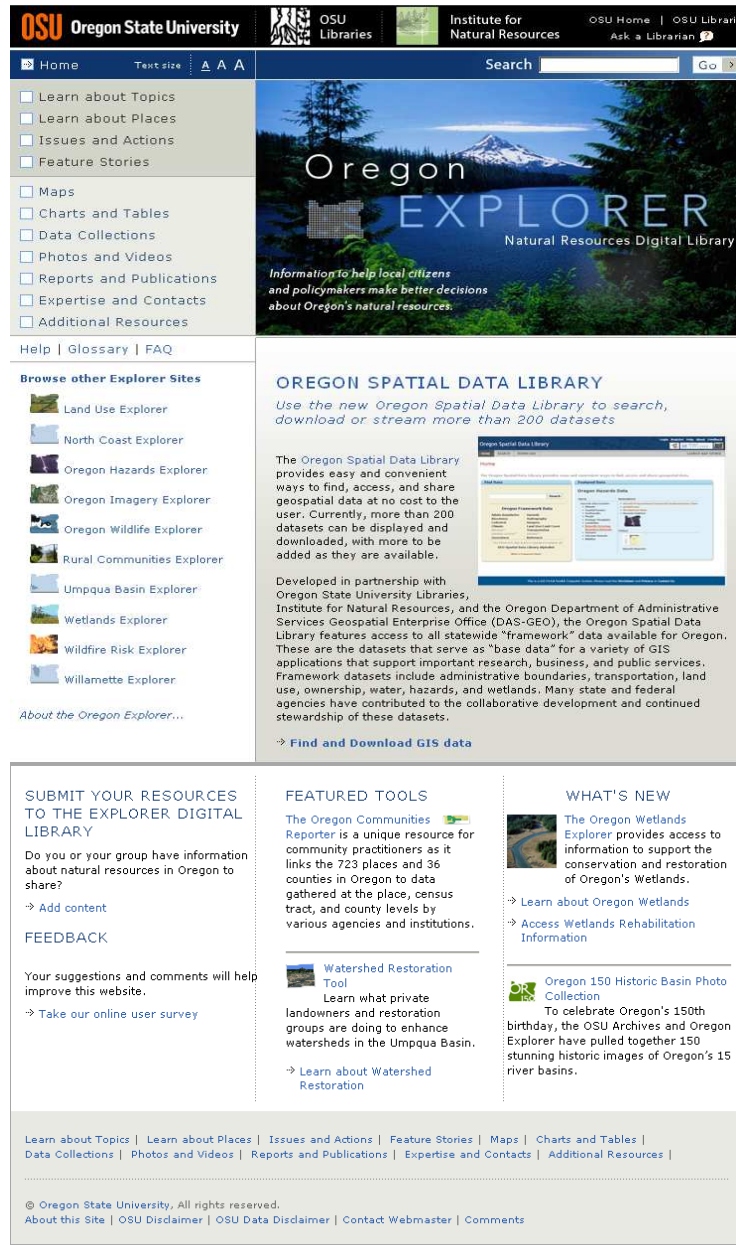 OSU Oregon State University
OSU Libraries
Institute for Natural Resources
OSU Home | OSU Librari
Ask a Librarian ?
Home
Text size A A A
Search
Go
Learn about Topics
Learn about Places
Issues and Actions
Feature Stories
Maps
Charts and Tables
Data Collections
Photos and Videos
Reports and Publications
Expertise and Contacts
Additional Resources
Oregon
EXPLORER
Natural Resources Digital Library
Information to help local citizens
and policymakers make better decisions
about Oregon's natural resources.
Help | Glossary | FAQ
Browse other Explorer Sites
Land Use Explorer
North Coast Explorer
Oregon Hazards Explorer
Oregon Imagery Explorer
Oregon Wildlife Explorer
Rural Communities Explorer
Umpqua Basin Explorer
Wetlands Explorer
Wildfire Risk Explorer
Willamette Explorer
About the Oregon Explorer...
OREGON SPATIAL DATA LIBRARY
Use the new Oregon Spatial Data Library to search,
download or stream more than 200 datasets
The Oregon Spatial Data Library
provides easy and convenient
ways to find, access, and share
geospatial data at no cost to the
user. Currently, more than 200
datasets can be displayed and
downloaded, with more to be
added as they are available.
Oregon Spatial Data Library
Home
Oregon Framework Data
Oregon Hazards Data
Developed in partnership with
Oregon State University Libraries,
Institute for Natural Resources, and the Oregon Department of Administrative
Services Geospatial Enterprise Office (DAS-GEO), the Oregon Spatial Data
Library features access to all statewide “framework” data available for Oregon.
These are the datasets that serve as “base data” for a variety of GIS
applications that support important research, business, and public services.
Framework datasets include administrative boundaries, transportation, land
use, ownership, water, hazards, and wetlands. Many state and federal
agencies have contributed to the collaborative development and continued
stewardship of these datasets.
Find and Download GIS data
SUBMIT YOUR RESOURCES
TO THE EXPLORER DIGITAL
LIBRARY
Do you or your group have information
about natural resources in Oregon to
share?
Add content
FEEDBACK
Your suggestions and comments will help
improve this website.
Take our online user survey
FEATURED TOOLS
The Oregon Communities
Reporter is a unique resource for
community practitioners as it
links the 723 places and 36
counties in Oregon to data
gathered at the place, census
tract, and county levels by
various agencies and institutions.
Watershed Restoration
Tool
Learn what private
landowners and restoration
groups are doing to enhance
watersheds in the Umpqua Basin.
Learn about Watershed
Restoration
WHAT'S NEW
The Oregon Wetlands
Explorer provides access to
information to support the
conservation and restoration
of Oregon's Wetlands.
Learn about Oregon Wetlands
Access Wetlands Rehabilitation
Information
OR 150
Oregon 150 Historic Basin Photo
Collection
To celebrate Oregon's 150th
birthday, the OSU Archives and Oregon
Explorer have pulled together 150
stunning historic images of Oregon’s 15
river basins.
Learn about Topics | Learn about Places | Issues and Actions | Feature Stories | Maps | Charts and Tables |
Data Collections | Photos and Videos | Reports and Publications | Expertise and Contacts | Additional Resources |
© Oregon State University, All rights reserved.
About this Site | OSU Disclaimer | OSU Data Disclaimer | Contact Webmaster | Comments